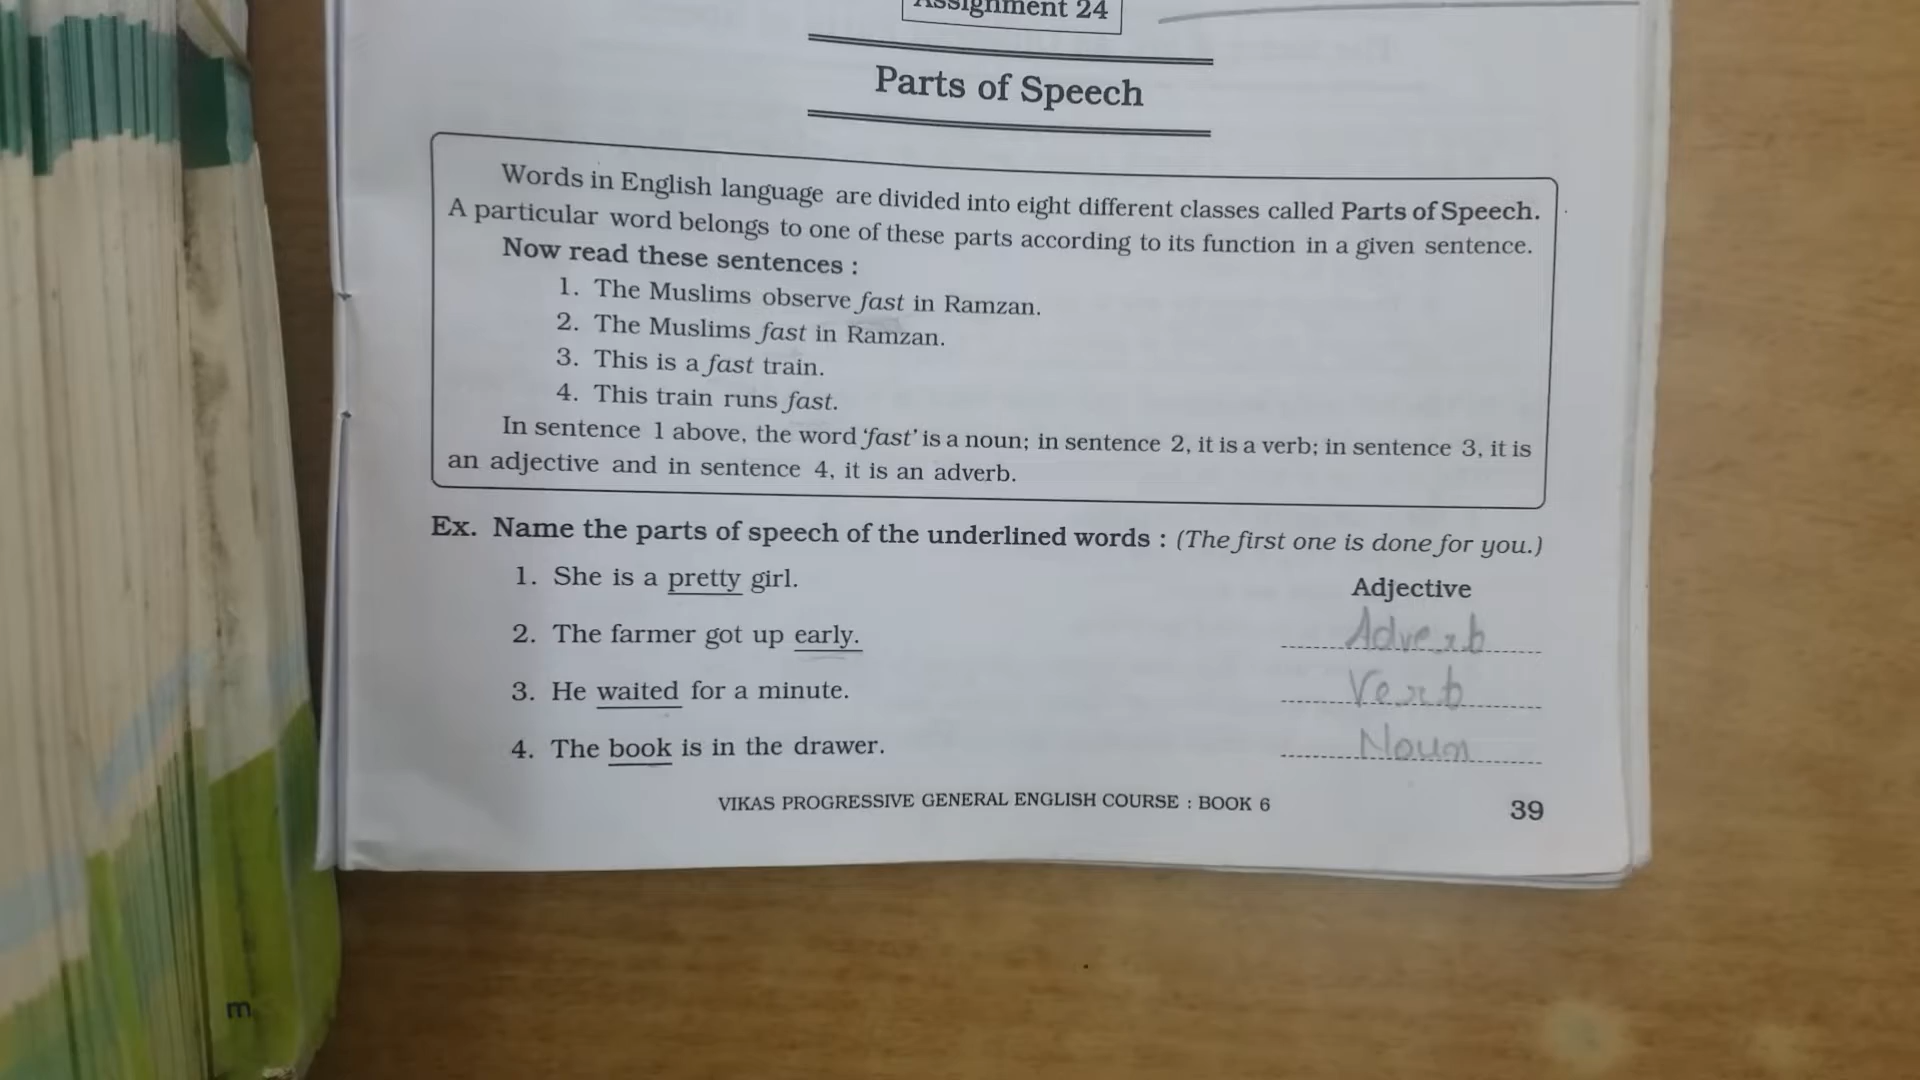 Assignment 24
Parts of Speech
Words in English language are divided into eight different classes called Parts of Speech.
A particular word belongs to one of these parts according to its function in a given sentence.
Now read these sentences :
1. The Muslims observe fast in Ramzan.
2. The Muslims fast in Ramzan.
3. This is a fast train.
4. This train runs fast.
In sentence 1 above, the word 'fast' is a noun; in sentence 2, it is a verb; in sentence 3, it is
an adjective and in sentence 4, it is an adverb.
Ex. Name the parts of speech of the underlined words : (The first one is done for you.)
1. She is a pretty girl. Adjective
2. The farmer got up early. Adverb
3. He waited for a minute. Verb
4. The book is in the drawer. Noun
VIKAS PROGRESSIVE GENERAL ENGLISH COURSE : BOOK 6 39
m